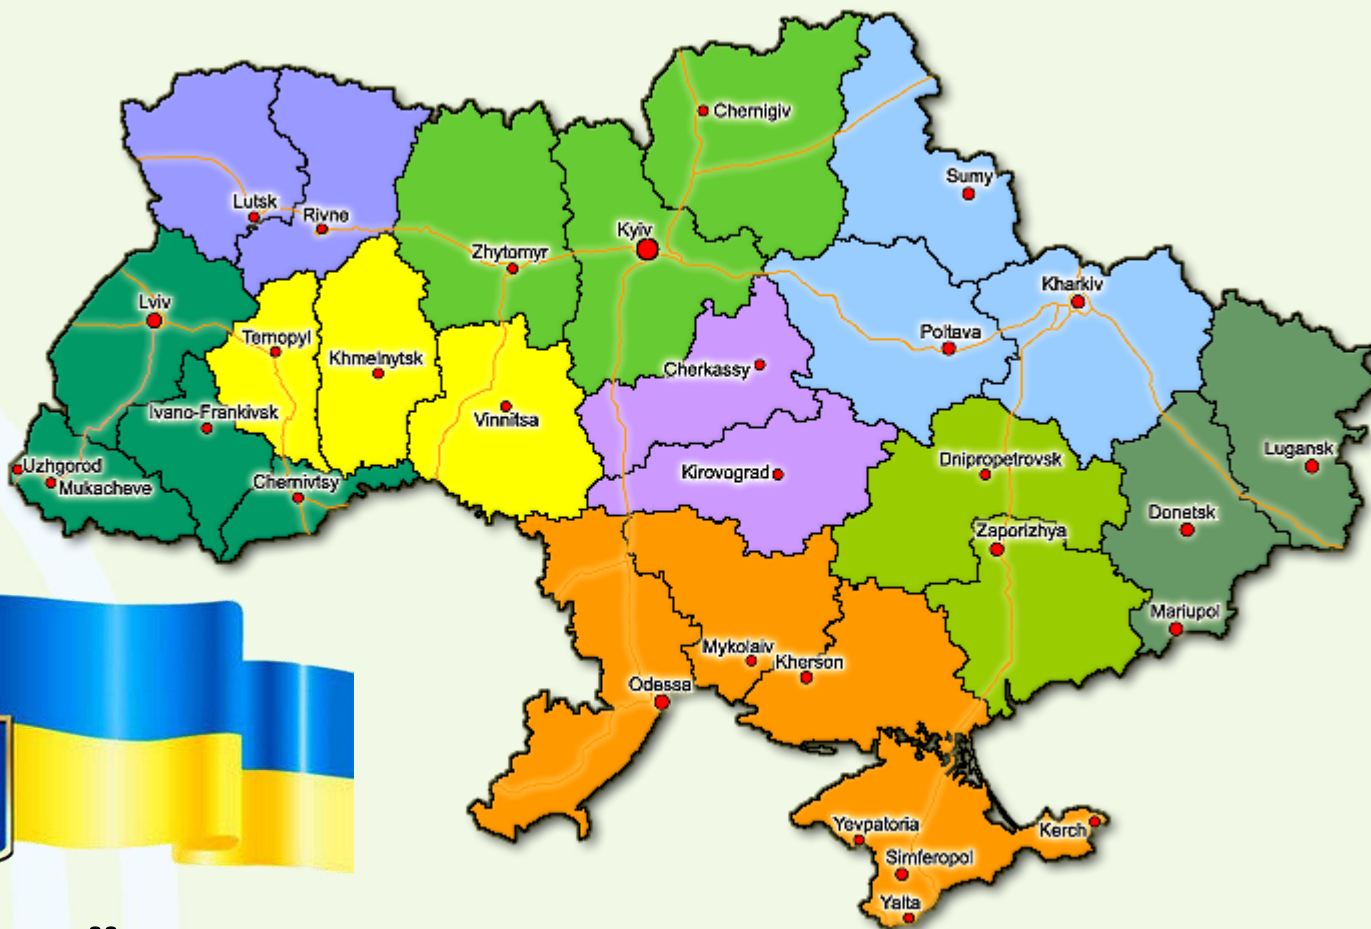 Chernigiv
Sumy
Lutsk
Rivne
Kyiv
Zhytomyr
Kharkiv
Lviv
Ternopyl
Khmelnytsk
Poltava
Cherkassy
Ivano-Frankivsk
Vinnitsa
Lugansk
Uzhgorod
Mukacheve
Kirovograd
Dnipropetrovsk
Chernivtsy
Donetsk
Zaporizhya
Mariupol
Mykolaiv
Kherson
Odessa
Yevpatoria
Kerch
Simferopol
Yalta